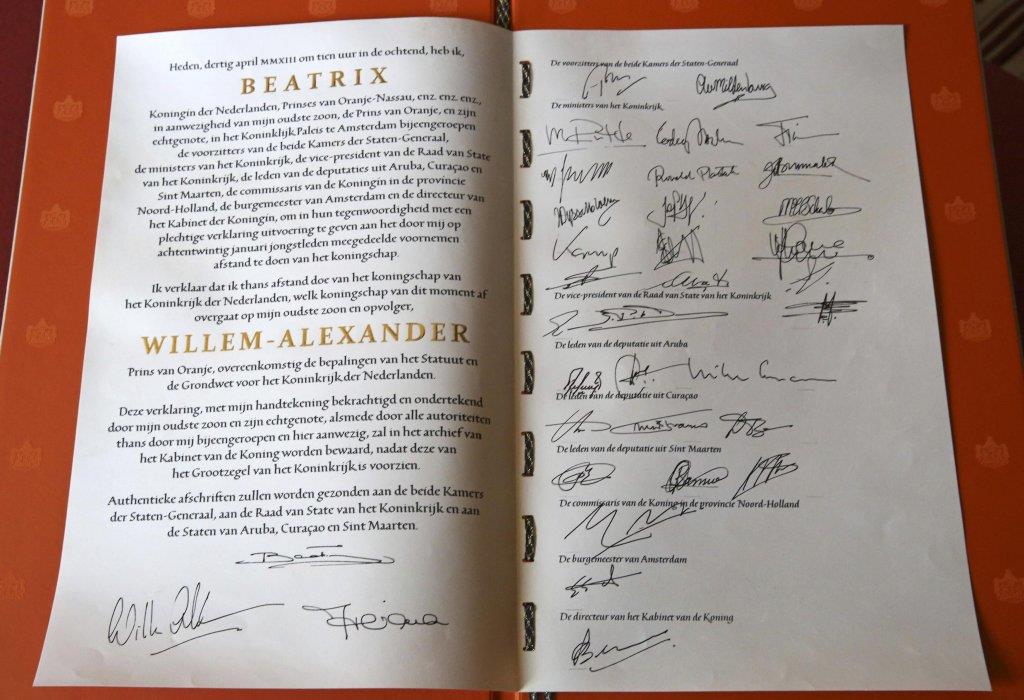 Heden, dertig april MMXIII om tien uur in de ochtend, heb ik,
BEATRIX
Koningin der Nederlanden, Prinses van Oranje-Nassau, enz. enz. enz.,
in aanwezigheid van mijn oudste zoon, de Prins van Oranje, en zijn
echtgenote, in het Koninklijk Paleis te Amsterdam bijeengeroepen
de voorzitters van de beide Kamers der Staten-Generaal,
de ministers van het Koninkrijk, de vice-president van de Raad van State
van het Koninkrijk, de leden van de deputaties uit Aruba, Curaçao en
Sint Maarten, de commissaris van de Koningin in de provincie
Noord-Holland, de burgemeester van Amsterdam en de directeur van
het Kabinet der Koningin, om in hun tegenwoordigheid met een
plechtige verklaring uitvoering te geven aan het door mij op
achtentwintig januari jongstleden meegedeelde voornemen
afstand te doen van het koningschap.
Ik verklaar dat ik thans afstand doe van het koningschap van
het Koninkrijk der Nederlanden, welk koningschap van dit moment af
overgaat op mijn oudste zoon en opvolger,
WILLEM-ALEXANDER
Prins van Oranje, overeenkomstig de bepalingen van het Statuut en
de Grondwet voor het Koninkrijk der Nederlanden.
Deze verklaring, met mijn handtekening bekrachtigd en ondertekend
door mijn oudste zoon en zijn echtgenote, alsmede door alle autoriteiten
thans door mij bijeengeroepen en hier aanwezig, zal in het archief van
het Kabinet van de Koning worden bewaard, nadat deze van
het Grootzegel van het Koninkrijk is voorzien.
Authentieke afschriften zullen worden gezonden aan de beide Kamers
der Staten-Generaal, aan de Raad van State van het Koninkrijk en aan
de Staten van Aruba, Curaçao en Sint Maarten.
De voorzitters van de beide Kamers der Staten-Generaal
De ministers van het Koninkrijk
Ronald Plasterk
Kamp
De vice-president van de Raad van State van het Koninkrijk
De leden van de deputatie uit Aruba
De leden van de deputatie uit Curaçao
De leden van de deputatie uit Sint Maarten
De commissaris van de Koning in de provincie Noord-Holland
De burgemeester van Amsterdam
De directeur van het Kabinet van de Koning